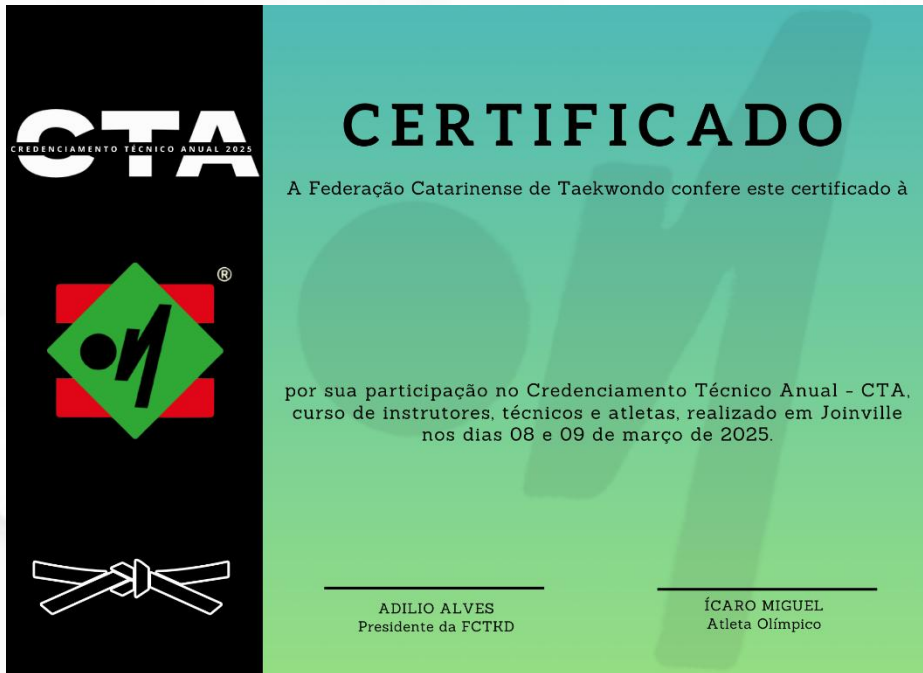 CTA
CREDENCIAMENTO TÉCNICO ANUAL 2025
®
CERTIFICADO
A Federação Catarinense de Taekwondo confere este certificado à
por sua participação no Credenciamento Técnico Anual - CTA,
curso de instrutores, técnicos e atletas, realizado em Joinville
nos dias 08 e 09 de março de 2025.
ADILIO ALVES
Presidente da FCTKD
ÍCARO MIGUEL
Atleta Olímpico